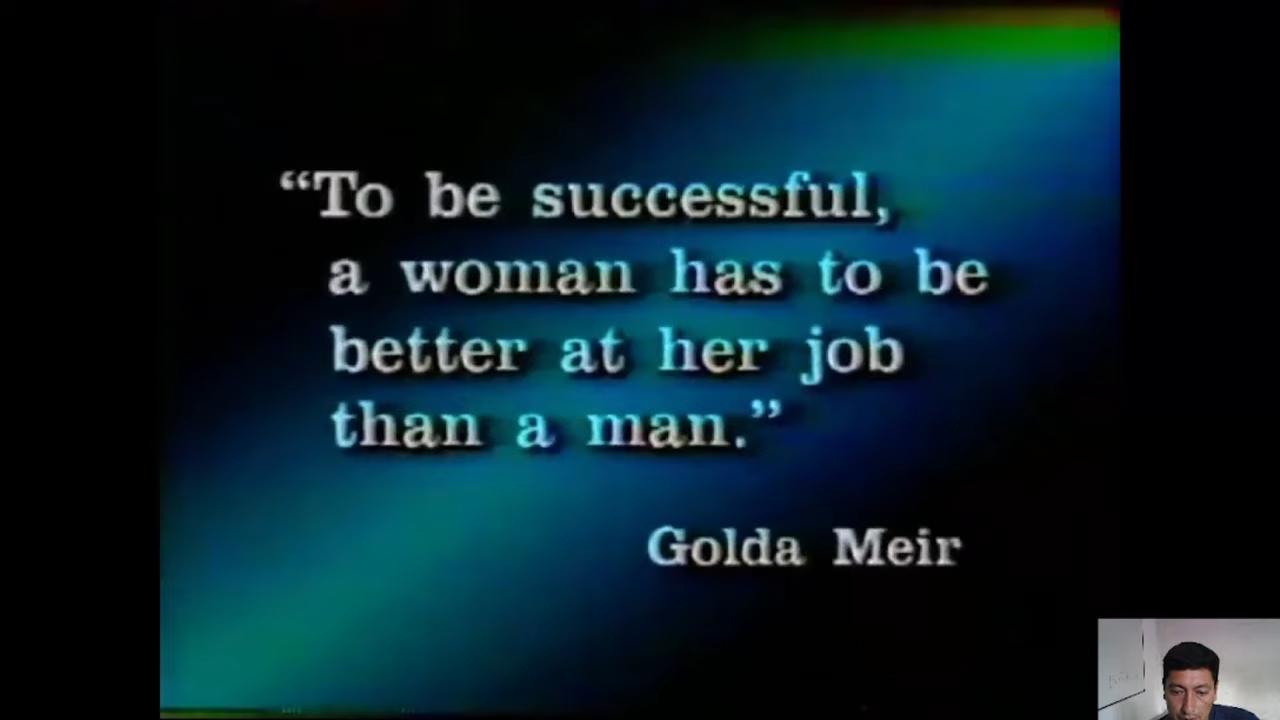 “To be successful,
a woman has to be
better at her job
than a man.”
Golda Meir